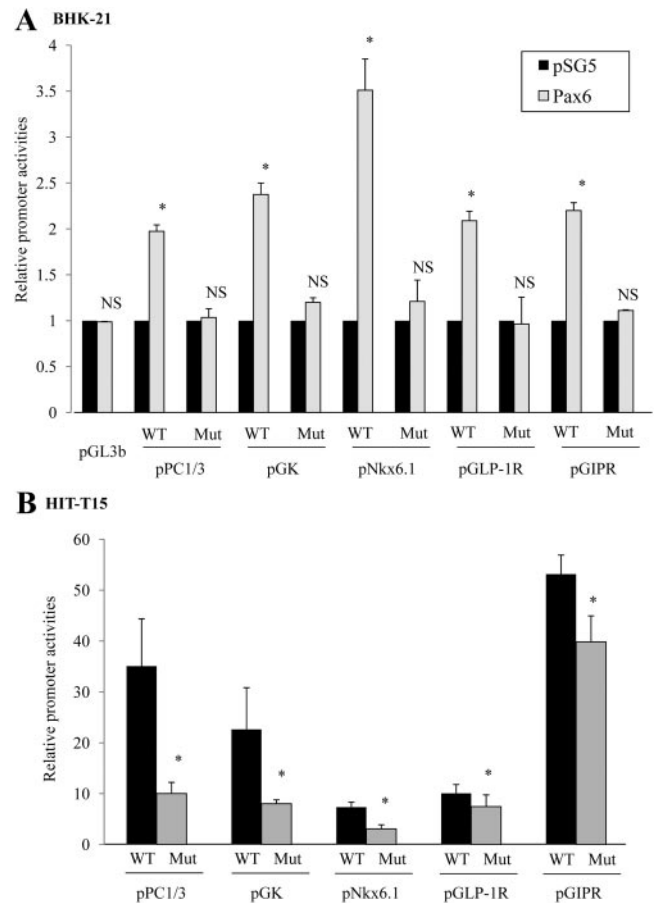 A BHK-21
Relative promoter activities
4
3.5
3
2.5
2
1.5
1
0.5
0
pSG5
Pax6
NS
*
NS
*
NS
*
NS
*
NS
*
NS
pGL3b
WT Mut WT Mut WT Mut WT Mut WT Mut
pPC1/3 pGK pNkx6.1 pGLP-1R pGIPR
B HIT-T15
Relative promoter activities
60
50
40
30
20
10
0
*
*
*
*
*
WT Mut WT Mut WT Mut WT Mut WT Mut
pPC1/3 pGK pNkx6.1 pGLP-1R pGIPR